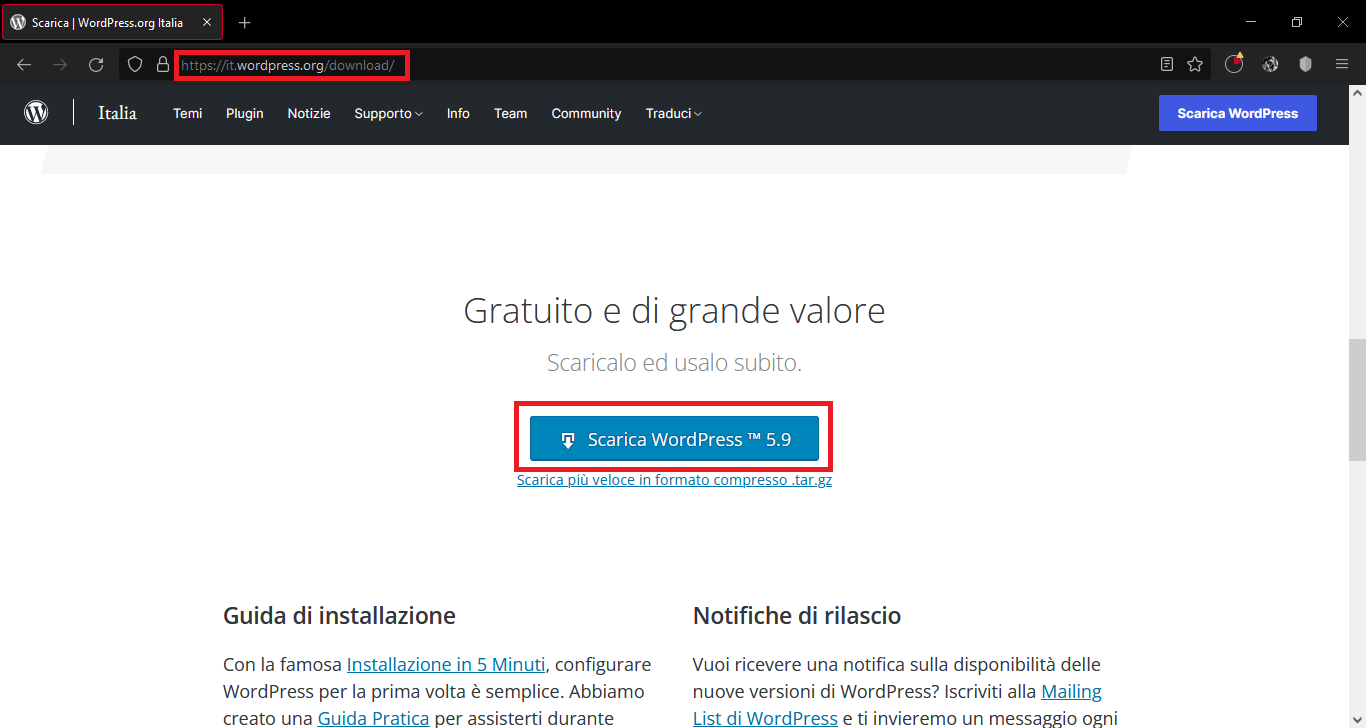 Scarica | WordPress.org Italia
https://it.wordpress.org/download/
Italia Temi Plugin Notizie Supporto Info Team Community Traduci Scarica WordPress
Gratuito e di grande valore
Scaricalo ed usalo subito.
Scarica WordPress ™ 5.9
Scarica più veloce in formato compresso .tar.gz
Guida di installazione
Con la famosa Installazione in 5 Minuti, configurare
WordPress per la prima volta è semplice. Abbiamo
creato una Guida Pratica per assisterti durante
Notifiche di rilascio
Vuoi ricevere una notifica sulla disponibilità delle
nuove versioni di WordPress? Iscriviti alla Mailing
List di WordPress e ti invieremo un messaggio ogni